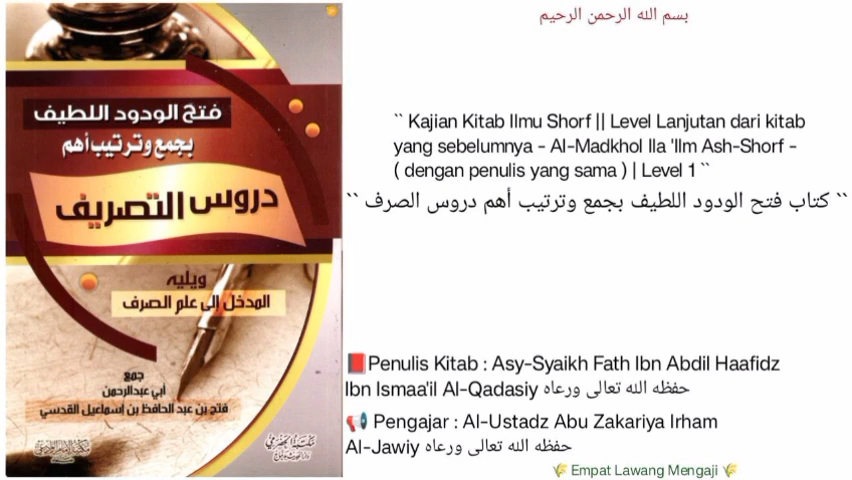 بسم الله الرحمن الرحيم
فتح الودود اللطيف
بجمع وترتيب أهم
دروس التصريف
ويليه
المدخل إلى علم الصرف
جمع
أبي عبدالرحمن
فتح بن عبد الحافظ بن إسماعيل القدسي
`` Kajian Kitab Ilmu Shorf || Level Lanjutan dari kitab
yang sebelumnya - Al-Madkhol Ila 'Ilm Ash-Shorf -
( dengan penulis yang sama ) | Level 1 ``
`` كتاب فتح الودود اللطيف بجمع وترتيب أهم دروس الصرف ``
📕Penulis Kitab : Asy-Syaikh Fath Ibn Abdil Haafidz
Ibn Ismaa'il Al-Qadasiy حفظه الله تعالى ورعاه
📢 Pengajar : Al-Ustadz Abu Zakariya Irham
Al-Jawiy حفظه الله تعالى ورعاه
🌾 Empat Lawang Mengaji 🌾